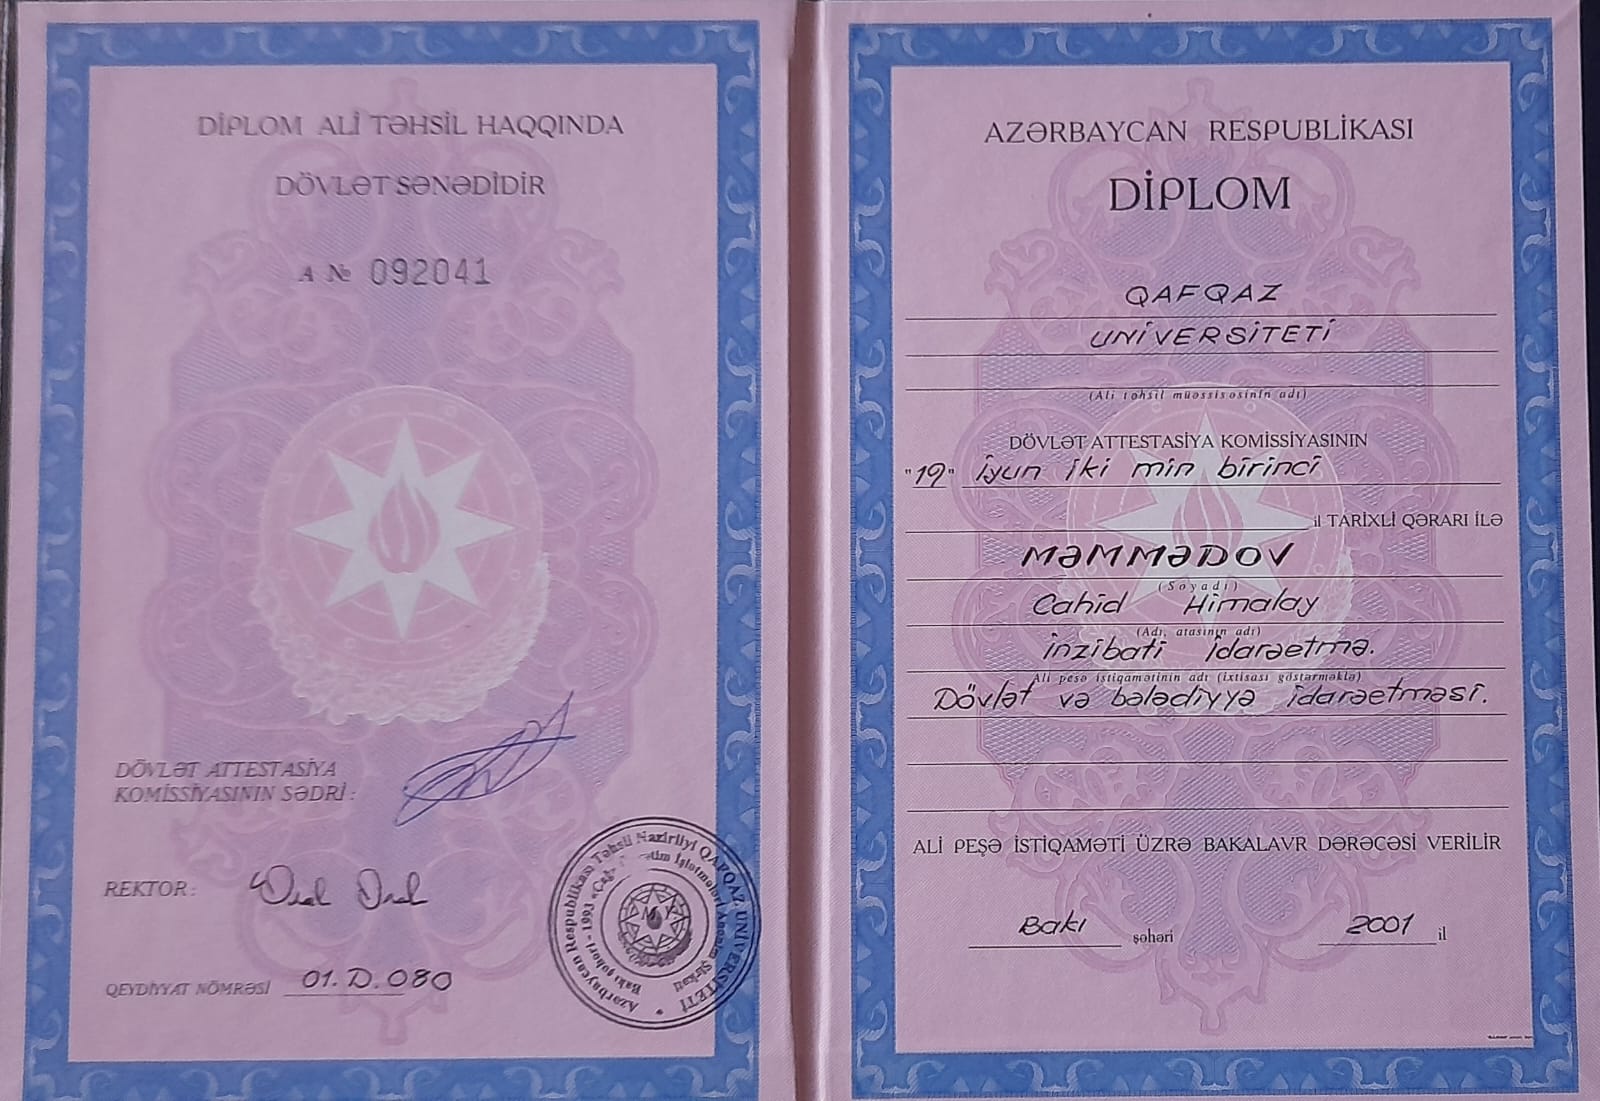 DİPLOM ALİ TƏHSİL HAQQINDA
DÖVLƏT SƏNƏDİDİR
A № 092041
DÖVLƏT ATTESTASİYA
KOMİSSİYASININ SƏDRİ:
REKTOR:
QEYDİYYAT NÖMRƏSİ 01.D.080
Azərbaycan Respublikası Təhsil Nazirliyi QAFQAZ UNİVERSİTETİ
Bakı şəhəri - 1993 İşlətmələri Anonim Şirkəti
AZƏRBAYCAN RESPUBLİKASI
DİPLOM
QAFQAZ
UNİVERSİTETİ
(Ali təhsil müəssisəsinin adı)
DÖVLƏT ATTESTASİYA KOMİSSİYASININ
"19" İyun iki min birinci
il TARİXLİ QƏRARI İLƏ
MƏMMƏDOV
(Soyadı)
Cahid Himalay
(Adı, atasının adı)
İnzibati idarəetmə.
Ali peşə istiqamətinin adı (ixtisası göstərməklə)
Dövlət və bələdiyyə idarəetməsi.
ALİ PEŞƏ İSTİQAMƏTİ ÜZRƏ BAKALAVR DƏRƏCƏSİ VERİLİR
Bakı şəhəri 2001 il